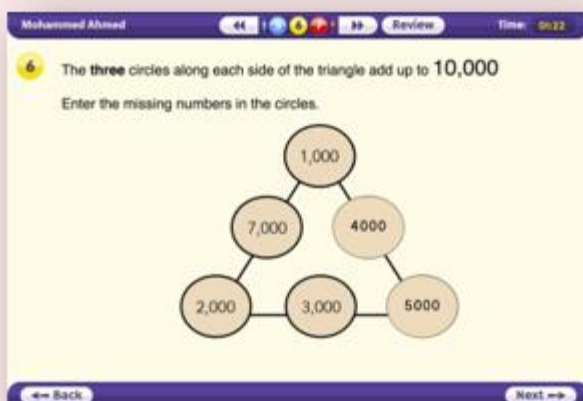 Mohammed Ahmed
6
Review
Time: 01:22
6
The three circles along each side of the triangle add up to 10,000
Enter the missing numbers in the circles.
1,000
7,000
4000
2,000
3,000
5000
Back
Next